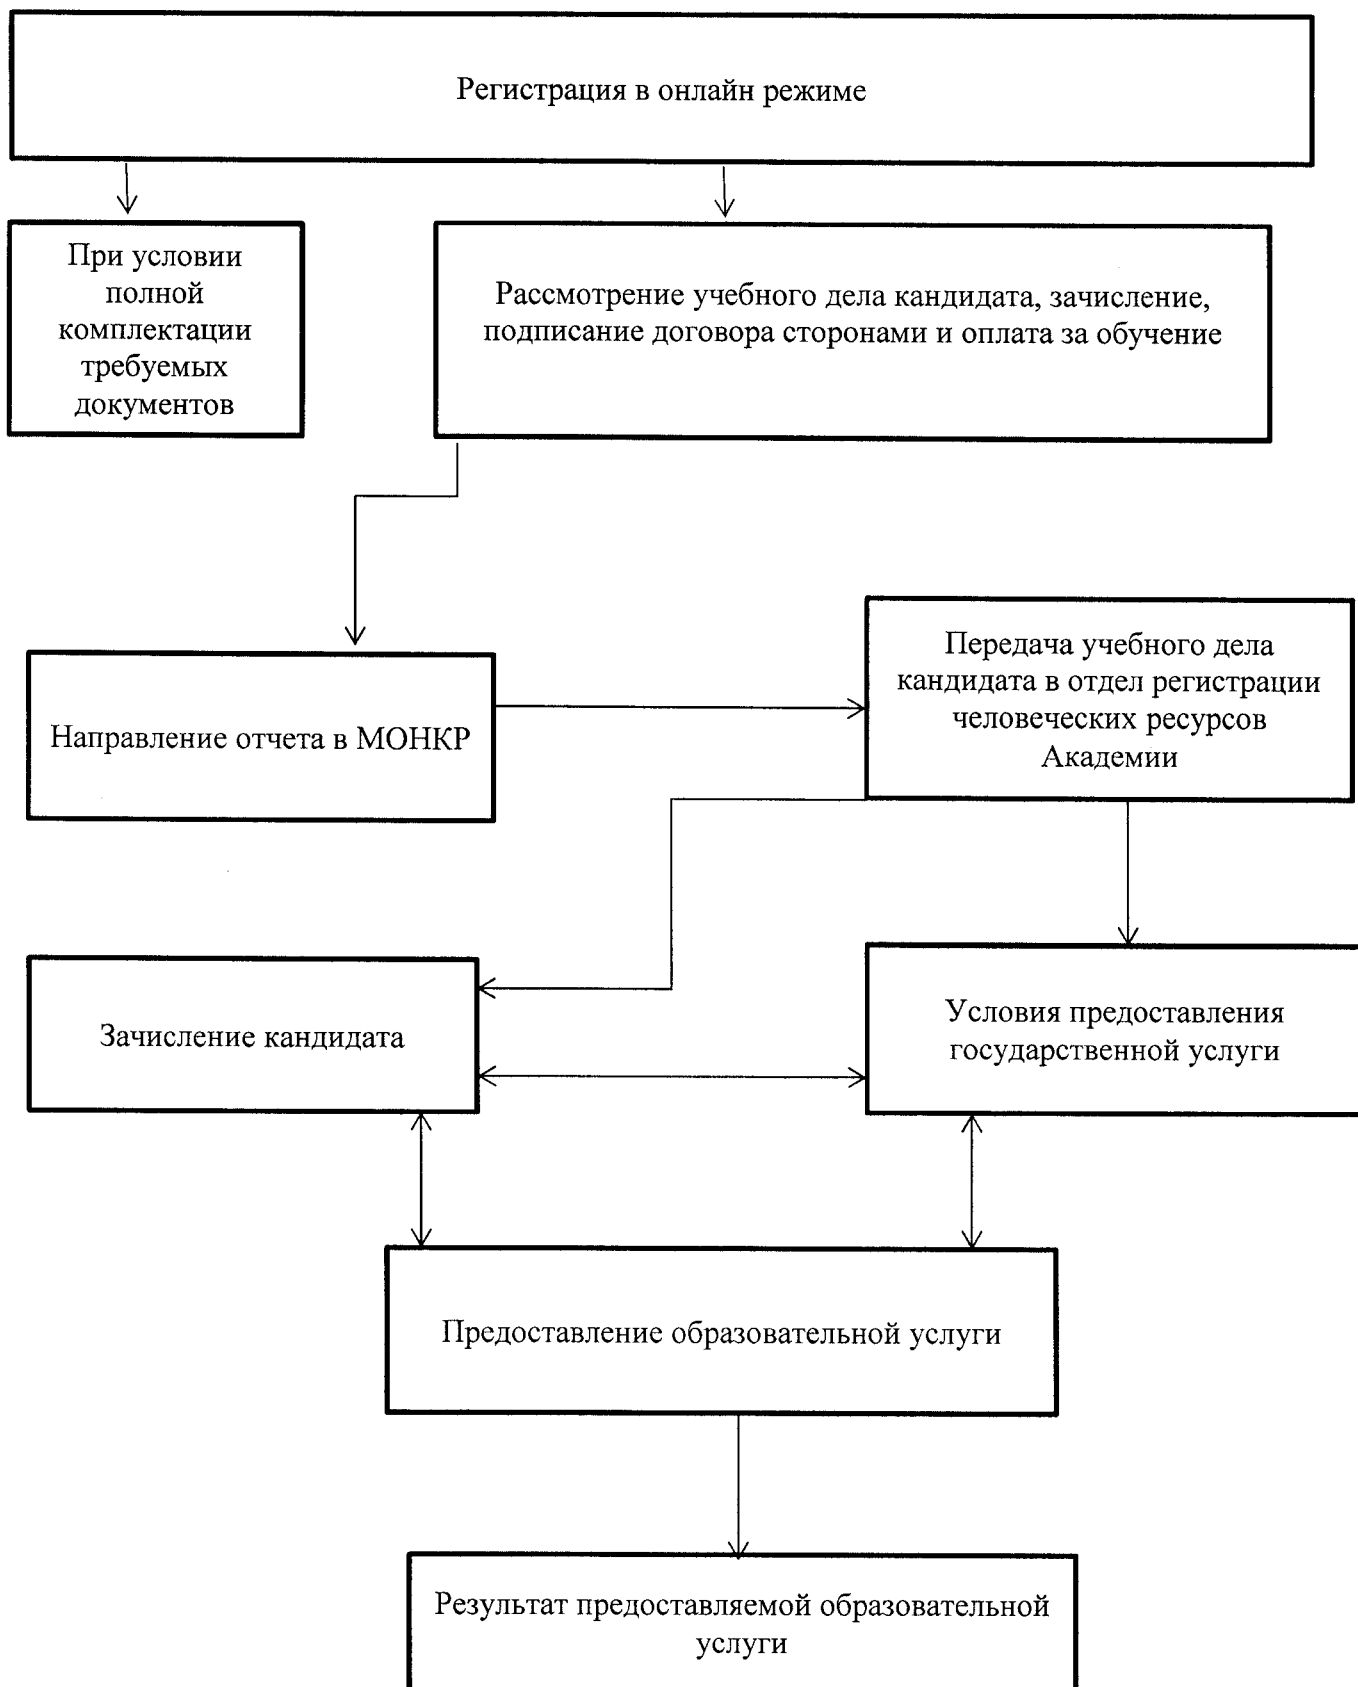 Регистрация в онлайн режиме
При условии
полной
комплектации
требуемых
документов
Рассмотрение учебного дела кандидата, зачисление,
подписание договора сторонами и оплата за обучение
Направление отчета в МОНКР
Передача учебного дела
кандидата в отдел регистрации
человеческих ресурсов
Академии
Зачисление кандидата
Условия предоставления
государственной услуги
Предоставление образовательной услуги
Результат предоставляемой образовательной
услуги